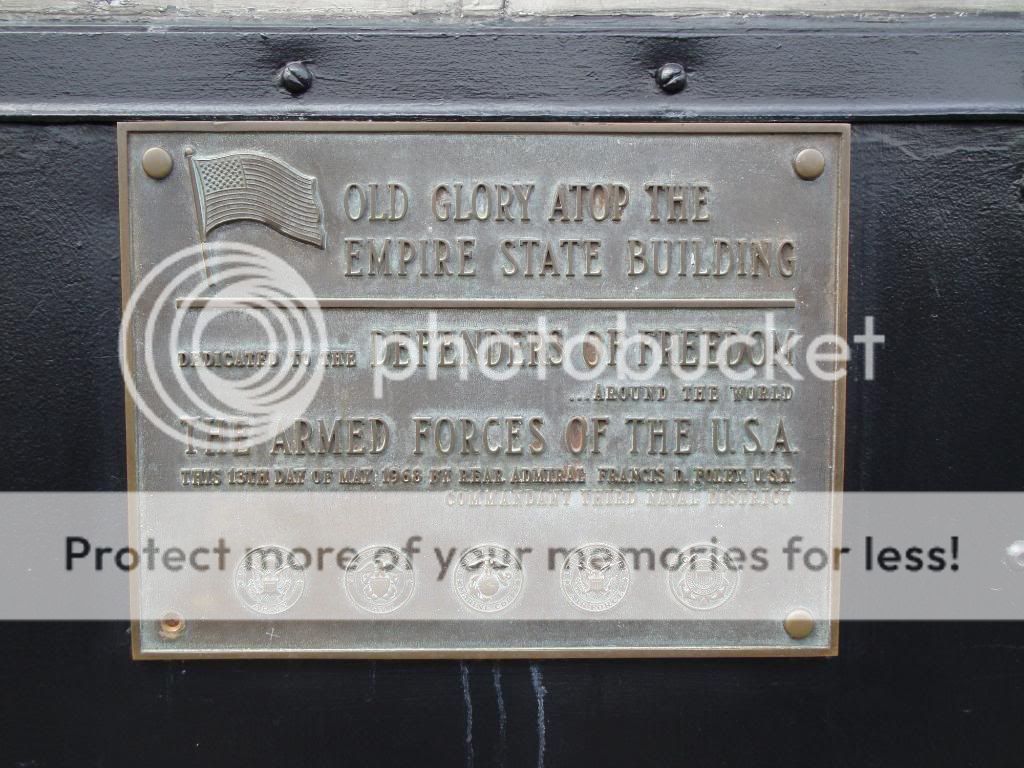 OLD GLORY ATOP THE
EMPIRE STATE BUILDING
DEDICATED TO THE DEFENDERS OF FREEDOM
...AROUND THE WORLD
THE ARMED FORCES OF THE U.S.A.
THIS 13TH DAY OF MAY, 1968 BY REAR ADMIRAL FRANCIS D. FOLEY, U.S.N.
COMMANDANT THIRD NAVAL DISTRICT
photobucket
Protect more of your memories for less!